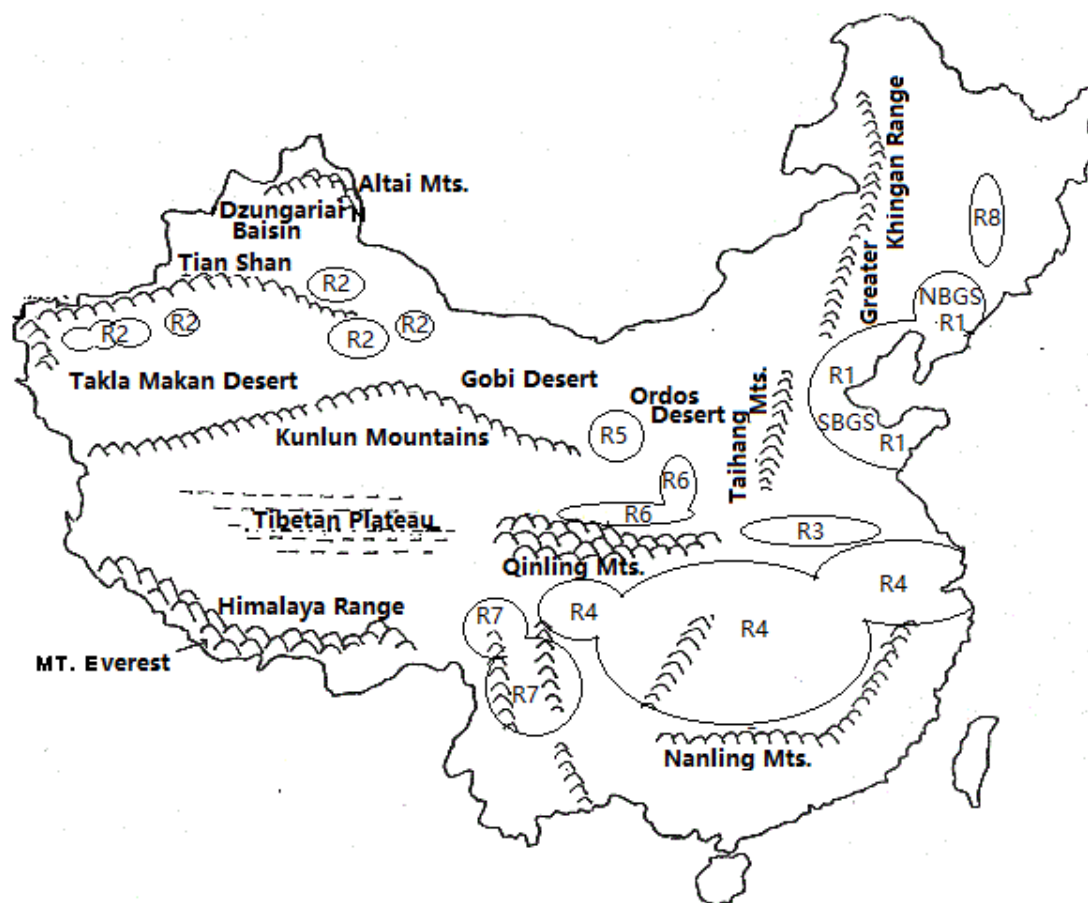 Altai Mts.
Dzungariai
Baisin
Tian Shan
R2
R2
R2
R2
R2
Takla Makan Desert
Gobi Desert
Kunlun Mountains
Ordos
Desert
R5
Taihang
Mts.
Greater
Khingan Range
R8
NBGS
R1
R1
SBGS
R1
R6
R6
R3
Tibetan Plateau
Qinling Mts.
R4
R4
R4
Himalaya Range
MT. Everest
R7
R7
Nanling Mts.